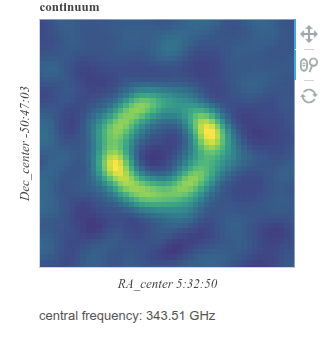 continuum
Dec_center -50:47:03
RA_center 5:32:50
central frequency: 343.51 GHz